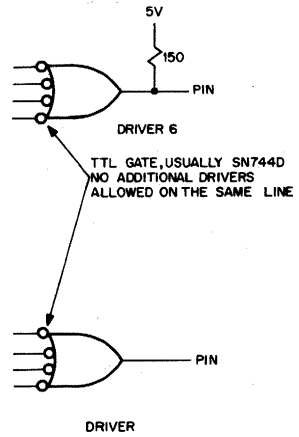 5V
150
PIN
DRIVER 6
TTL GATE, USUALLY SN744D
NO ADDITIONAL DRIVERS
ALLOWED ON THE SAME LINE
PIN
DRIVER